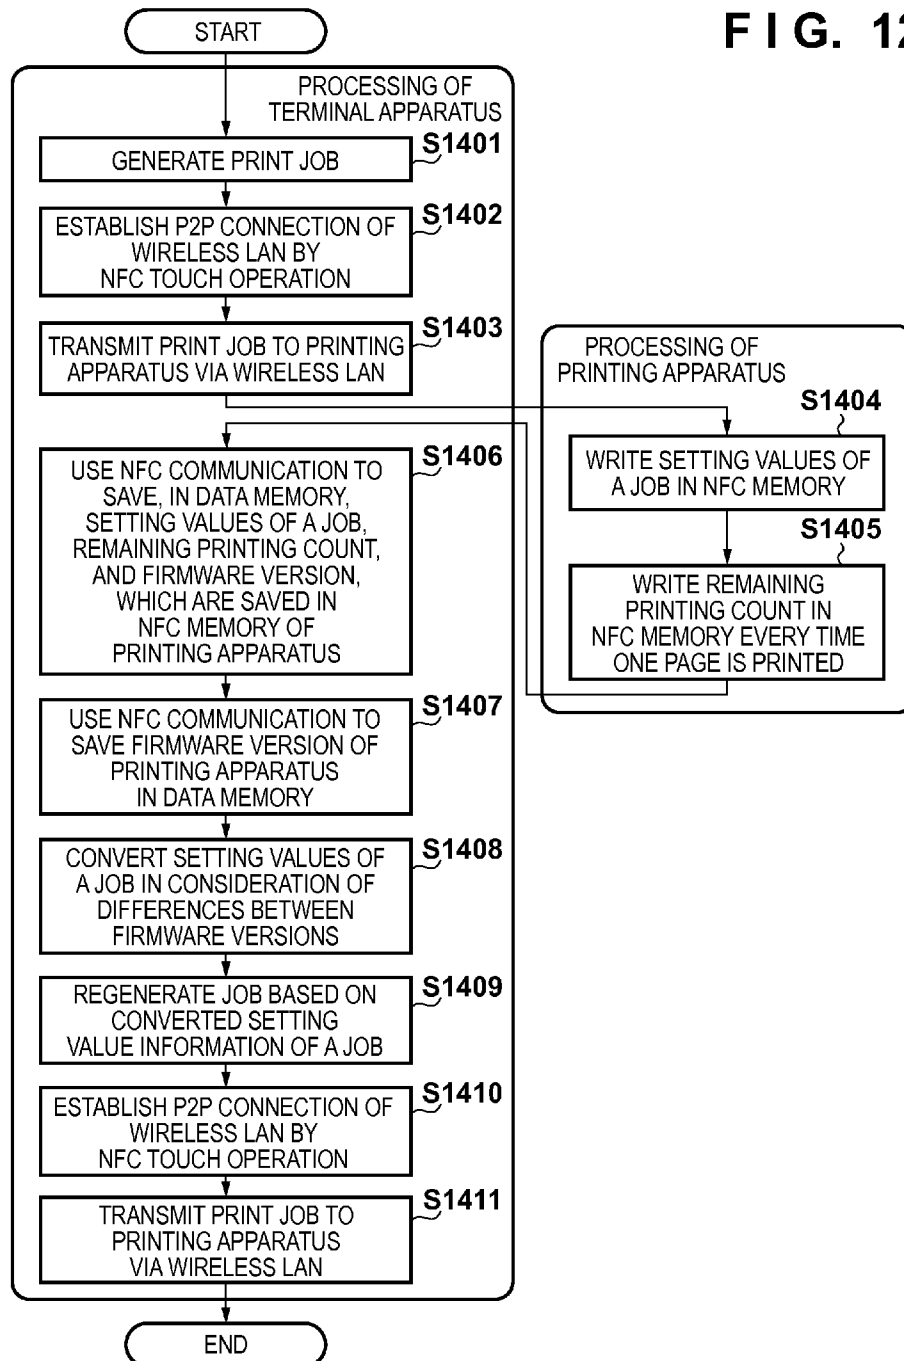 FIG. 12
START
PROCESSING OF
TERMINAL APPARATUS
S1401
GENERATE PRINT JOB
S1402
ESTABLISH P2P CONNECTION OF
WIRELESS LAN BY
NFC TOUCH OPERATION
S1403
TRANSMIT PRINT JOB TO PRINTING
APPARATUS VIA WIRELESS LAN
PROCESSING OF
PRINTING APPARATUS
S1404
WRITE SETTING VALUES OF
A JOB IN NFC MEMORY
S1405
WRITE REMAINING
PRINTING COUNT IN
NFC MEMORY EVERY TIME
ONE PAGE IS PRINTED
S1406
USE NFC COMMUNICATION TO
SAVE, IN DATA MEMORY,
SETTING VALUES OF A JOB,
REMAINING PRINTING COUNT,
AND FIRMWARE VERSION,
WHICH ARE SAVED IN
NFC MEMORY OF
PRINTING APPARATUS
S1407
USE NFC COMMUNICATION TO
SAVE FIRMWARE VERSION OF
PRINTING APPARATUS
IN DATA MEMORY
S1408
CONVERT SETTING VALUES OF
A JOB IN CONSIDERATION OF
DIFFERENCES BETWEEN
FIRMWARE VERSIONS
S1409
REGENERATE JOB BASED ON
CONVERTED SETTING
VALUE INFORMATION OF A JOB
S1410
ESTABLISH P2P CONNECTION OF
WIRELESS LAN BY
NFC TOUCH OPERATION
S1411
TRANSMIT PRINT JOB TO
PRINTING APPARATUS
VIA WIRELESS LAN
END